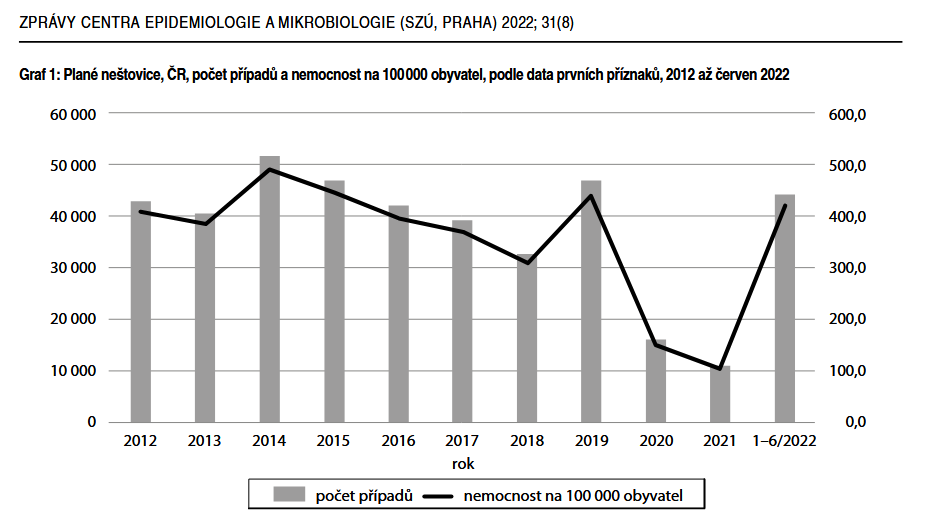 ZPRÁVY CENTRA EPIDEMIOLOGIE A MIKROBIOLOGIE (SZÚ, PRAHA) 2022; 31(8)
Graf 1: Plané neštovice, ČR, počet případů a nemocnost na 100 000 obyvatel, podle data prvních příznaků, 2012 až červen 2022
60 000 600,0
50 000 500,0
40 000 400,0
30 000 300,0
20 000 200,0
10 000 100,0
0 0,0
2012 2013 2014 2015 2016 2017 2018 2019 2020 2021 1–6/2022
rok
počet případů nemocnost na 100 000 obyvatel